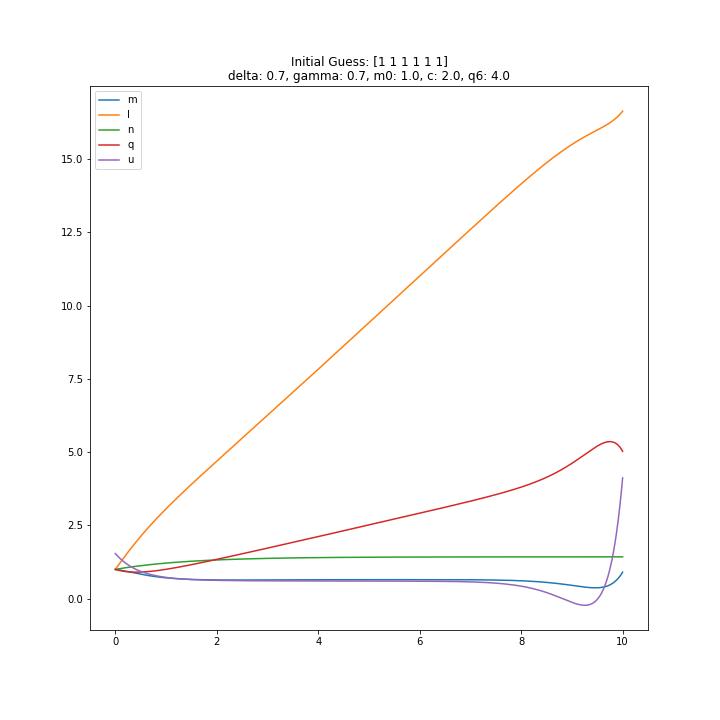 Initial Guess: [1 1 1 1 1 1]
delta: 0.7, gamma: 0.7, m0: 1.0, c: 2.0, q6: 4.0
m
l
n
q
u
15.0
12.5
10.0
7.5
5.0
2.5
0.0
0 2 4 6 8 10